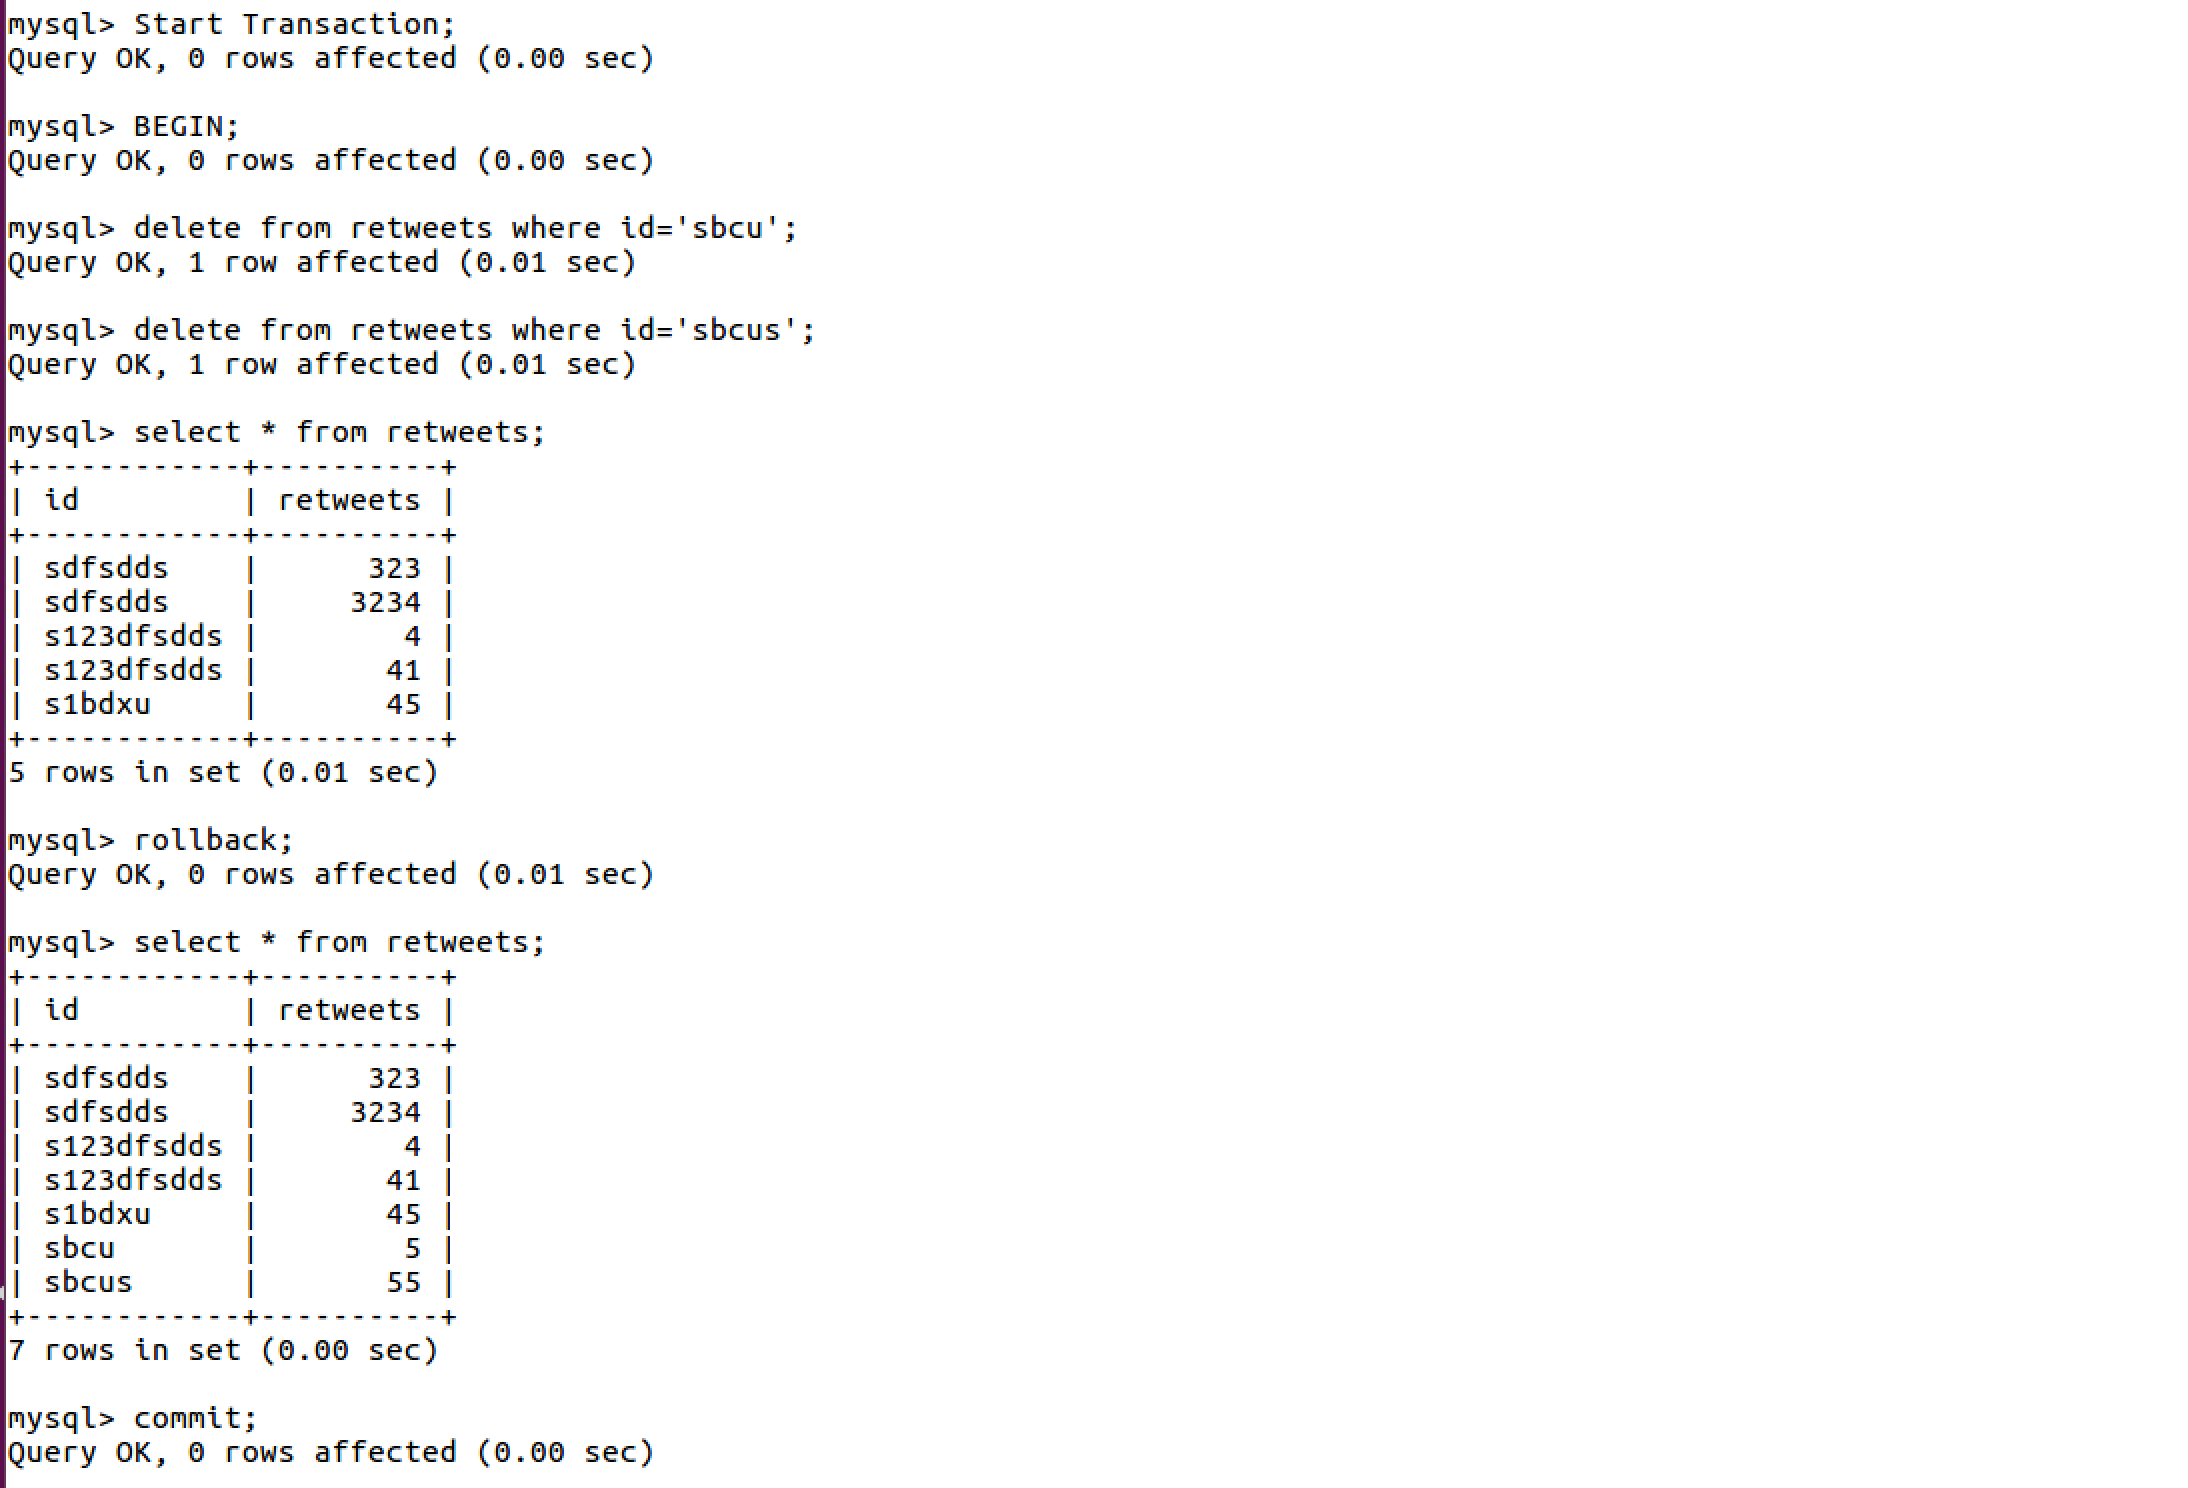 mysql> Start Transaction;
Query OK, 0 rows affected (0.00 sec)
mysql> BEGIN;
Query OK, 0 rows affected (0.00 sec)
mysql> delete from retweets where id='sbcu';
Query OK, 1 row affected (0.01 sec)
mysql> delete from retweets where id='sbcus';
Query OK, 1 row affected (0.01 sec)
mysql> select * from retweets;
+------------+----------+
| id         | retweets |
+------------+----------+
| sdfsdds    |      323 |
| sdfsdds    |     3234 |
| s123dfsdds |        4 |
| s123dfsdds |       41 |
| s1bdxu     |       45 |
+------------+----------+
5 rows in set (0.01 sec)
mysql> rollback;
Query OK, 0 rows affected (0.01 sec)
mysql> select * from retweets;
+------------+----------+
| id         | retweets |
+------------+----------+
| sdfsdds    |      323 |
| sdfsdds    |     3234 |
| s123dfsdds |        4 |
| s123dfsdds |       41 |
| s1bdxu     |       45 |
| sbcu       |        5 |
| sbcus      |       55 |
+------------+----------+
7 rows in set (0.00 sec)
mysql> commit;
Query OK, 0 rows affected (0.00 sec)